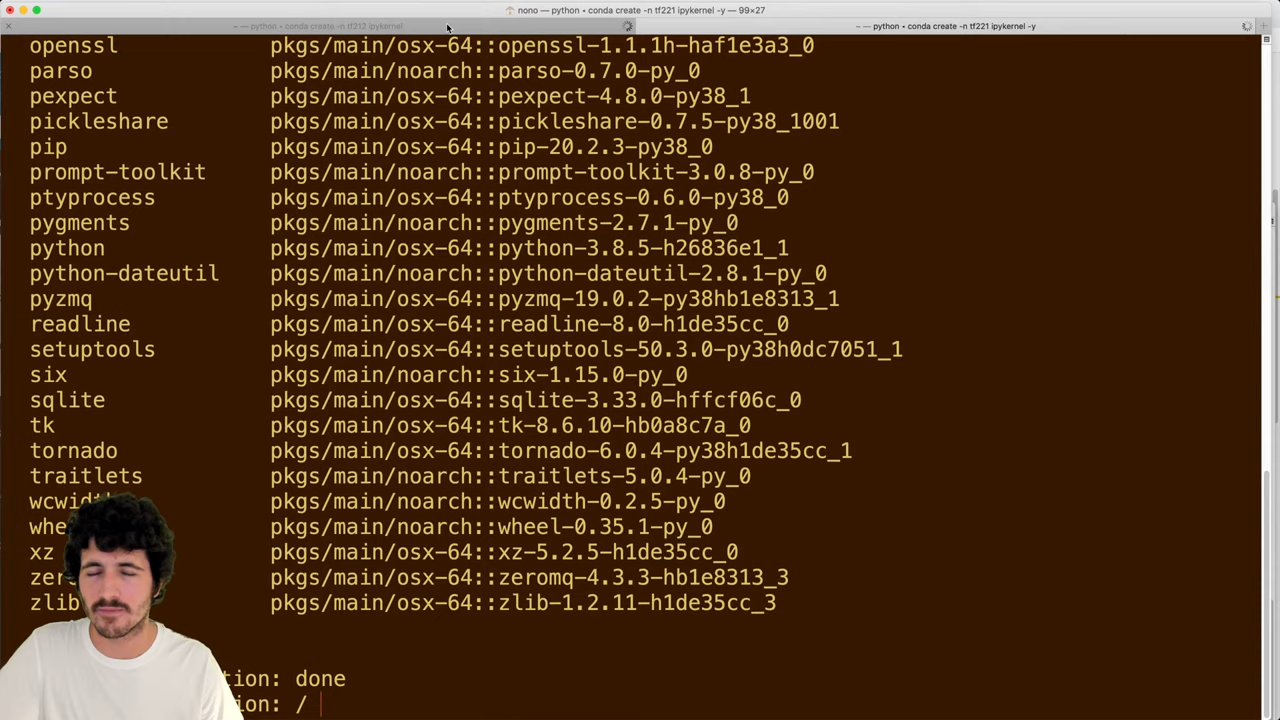 nono — python • conda create -n tf221 ipykernel -y — 99×27
~ — python • conda create -n tf212 ipykernel
~ — python • conda create -n tf221 ipykernel -y
openssl pkgs/main/osx-64::openssl-1.1.1h-haf1e3a3_0
parso pkgs/main/noarch::parso-0.7.0-py_0
pexpect pkgs/main/osx-64::pexpect-4.8.0-py38_1
pickleshare pkgs/main/osx-64::pickleshare-0.7.5-py38_1001
pip pkgs/main/osx-64::pip-20.2.3-py38_0
prompt-toolkit pkgs/main/noarch::prompt-toolkit-3.0.8-py_0
ptyprocess pkgs/main/osx-64::ptyprocess-0.6.0-py38_0
pygments pkgs/main/noarch::pygments-2.7.1-py_0
python pkgs/main/osx-64::python-3.8.5-h26836e1_1
python-dateutil pkgs/main/osx-64::python-dateutil-2.8.1-py_0
pyzmq pkgs/main/osx-64::pyzmq-19.0.2-py38hb1e8313_1
readline pkgs/main/osx-64::readline-8.0-h1de35cc_0
setuptools pkgs/main/osx-64::setuptools-50.3.0-py38h0dc7051_1
six pkgs/main/noarch::six-1.15.0-py_0
sqlite pkgs/main/osx-64::sqlite-3.33.0-hffcf06c_0
tk pkgs/main/osx-64::tk-8.6.10-hb0a8c7a_0
tornado pkgs/main/osx-64::tornado-6.0.4-py38h1de35cc_1
traitlets pkgs/main/noarch::traitlets-5.0.4-py_0
wcwidth pkgs/main/noarch::wcwidth-0.2.5-py_0
whe pkgs/main/noarch::wheel-0.35.1-py_0
xz pkgs/main/osx-64::xz-5.2.5-h1de35cc_0
zer pkgs/main/osx-64::zeromq-4.3.3-hb1e8313_3
zlib pkgs/main/osx-64::zlib-1.2.11-h1de35cc_3
tion: done
ion: /